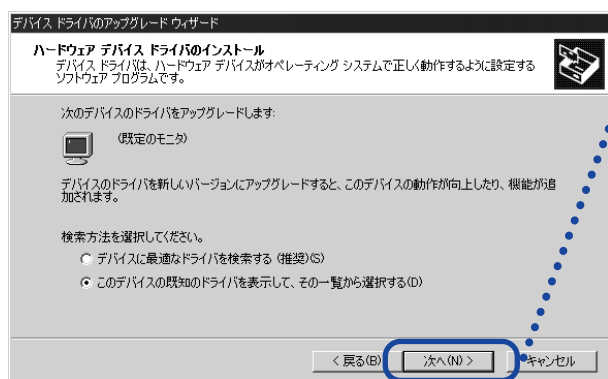 デバイス ドライバのアップグレード ウィザード
ハードウェア デバイス ドライバのインストール
デバイス ドライバは、ハードウェア デバイスがオペレーティング システムで正しく動作するように設定する
ソフトウェア プログラムです。
次のデバイスのドライバをアップグレードします:
(既定のモニタ)
デバイスのドライバを新しいバージョンにアップグレードすると、このデバイスの動作が向上したり、機能が追
加されます。
検索方法を選択してください。
デバイスに最適なドライバを検索する (推奨)(S)
このデバイスの既知のドライバを表示して、その一覧から選択する(D)
< 戻る(B) 次へ(N) > キャンセル